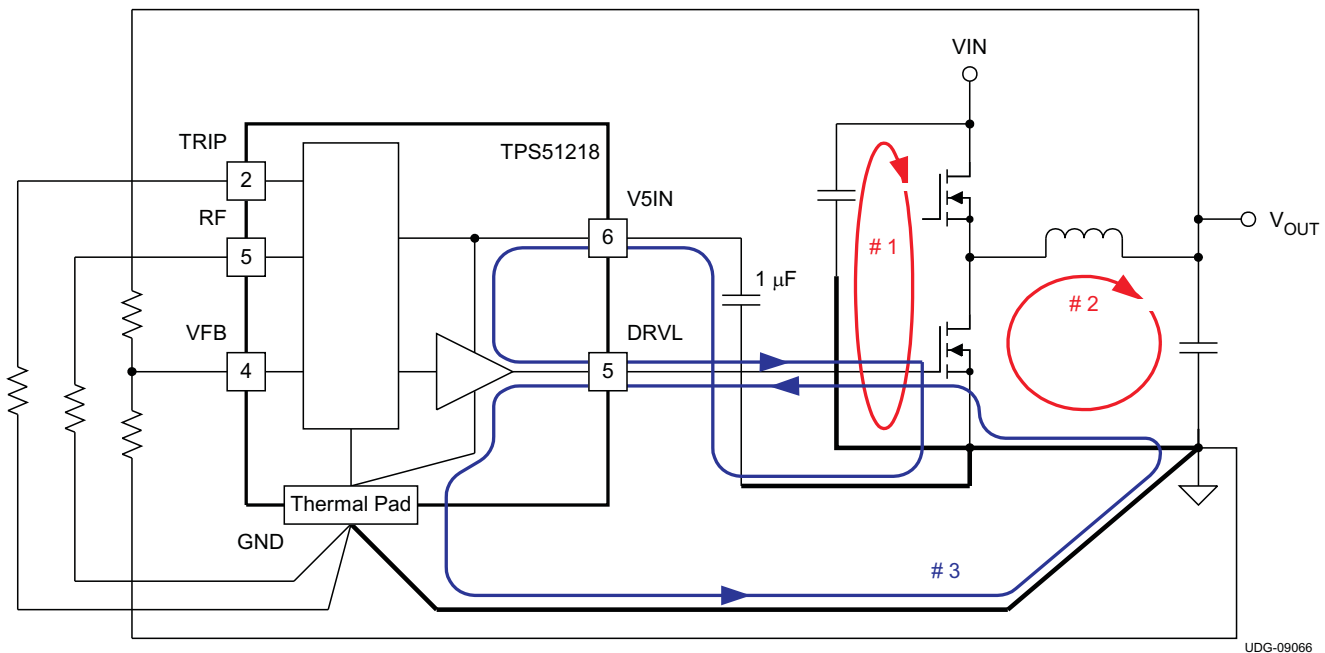 VIN
TRIP
TPS51218
2
V5IN
RF
6
VOUT
# 1
5
1 μF
# 2
VFB
DRVL
4
5
Thermal Pad
GND
# 3
UDG-09066